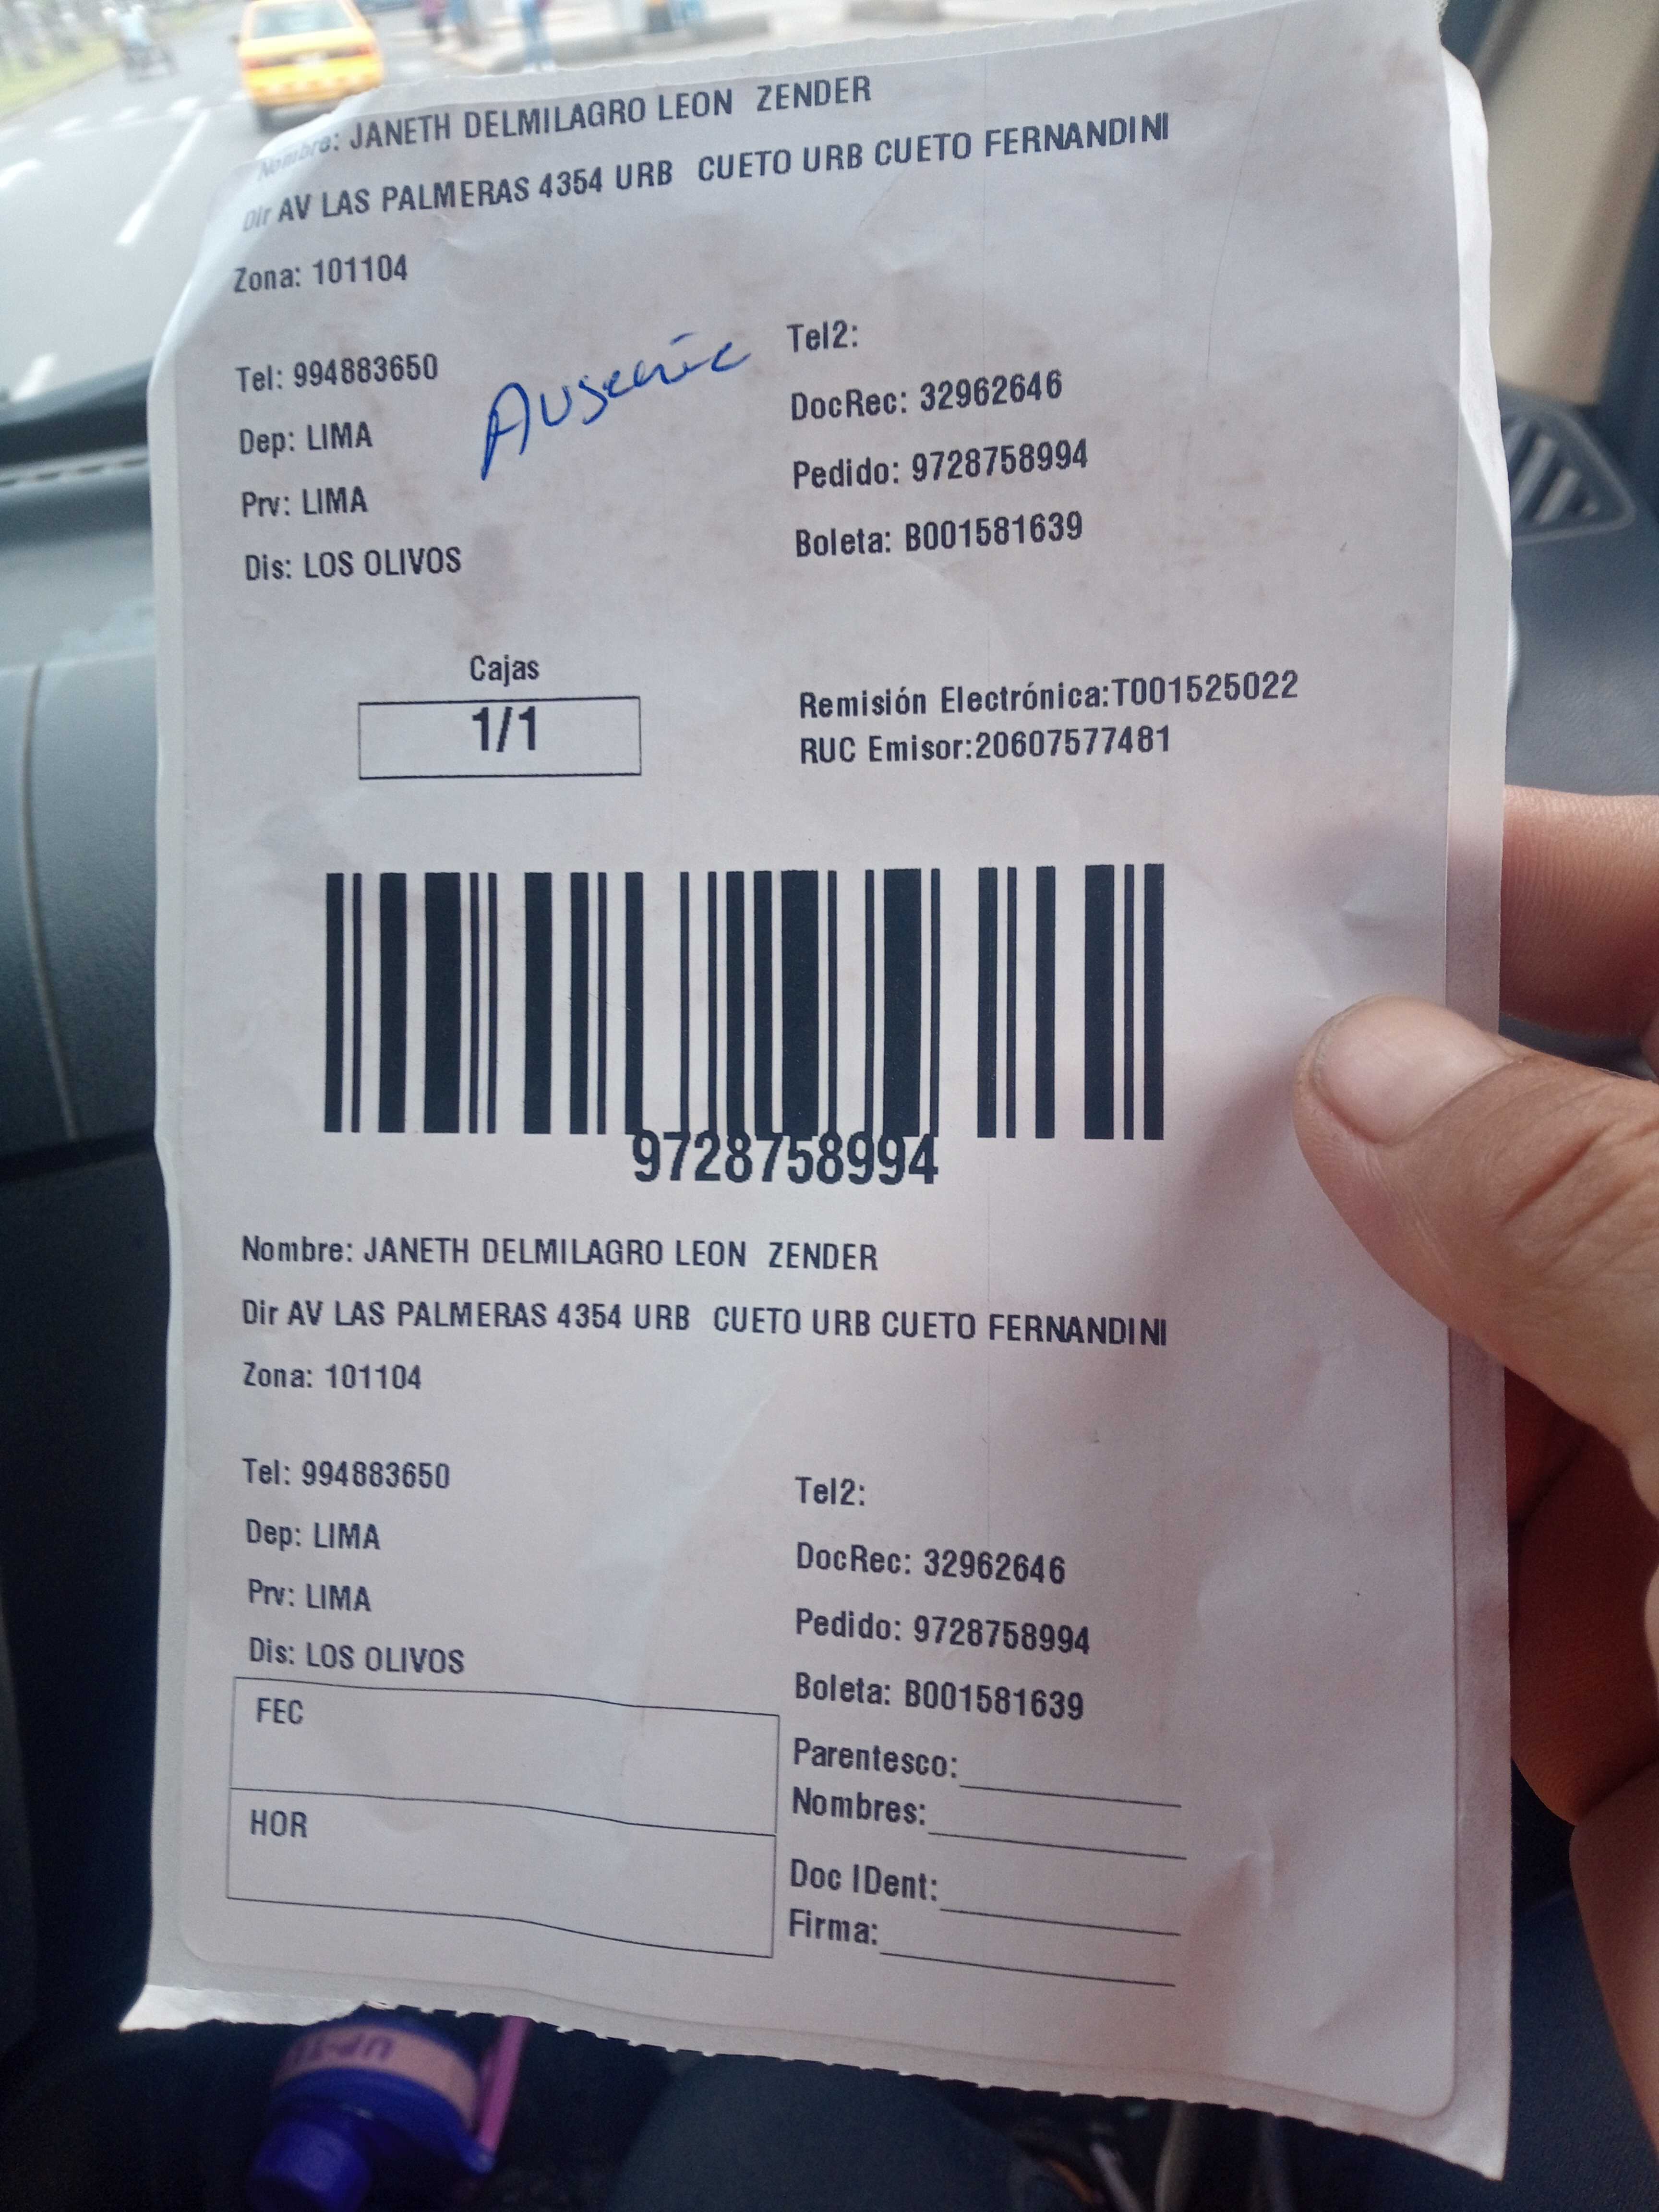 Nombre: JANETH DELMILAGRO LEON ZENDER
Dir AV LAS PALMERAS 4354 URB CUETO URB CUETO FERNANDINI
Zona: 101104
Tel: 994883650
Ausente
Tel2:
Dep: LIMA
DocRec: 32962646
Prv: LIMA
Pedido: 9728758994
Dis: LOS OLIVOS
Boleta: B001581639
Cajas
1/1
Remisión Electrónica:T001525022
RUC Emisor:20607577481
9728758994
Nombre: JANETH DELMILAGRO LEON ZENDER
Dir AV LAS PALMERAS 4354 URB CUETO URB CUETO FERNANDINI
Zona: 101104
Tel: 994883650
Tel2:
Dep: LIMA
DocRec: 32962646
Prv: LIMA
Pedido: 9728758994
Dis: LOS OLIVOS
Boleta: B001581639
FEC
Parentesco:
Nombres:
HOR
Doc IDent:
Firma: